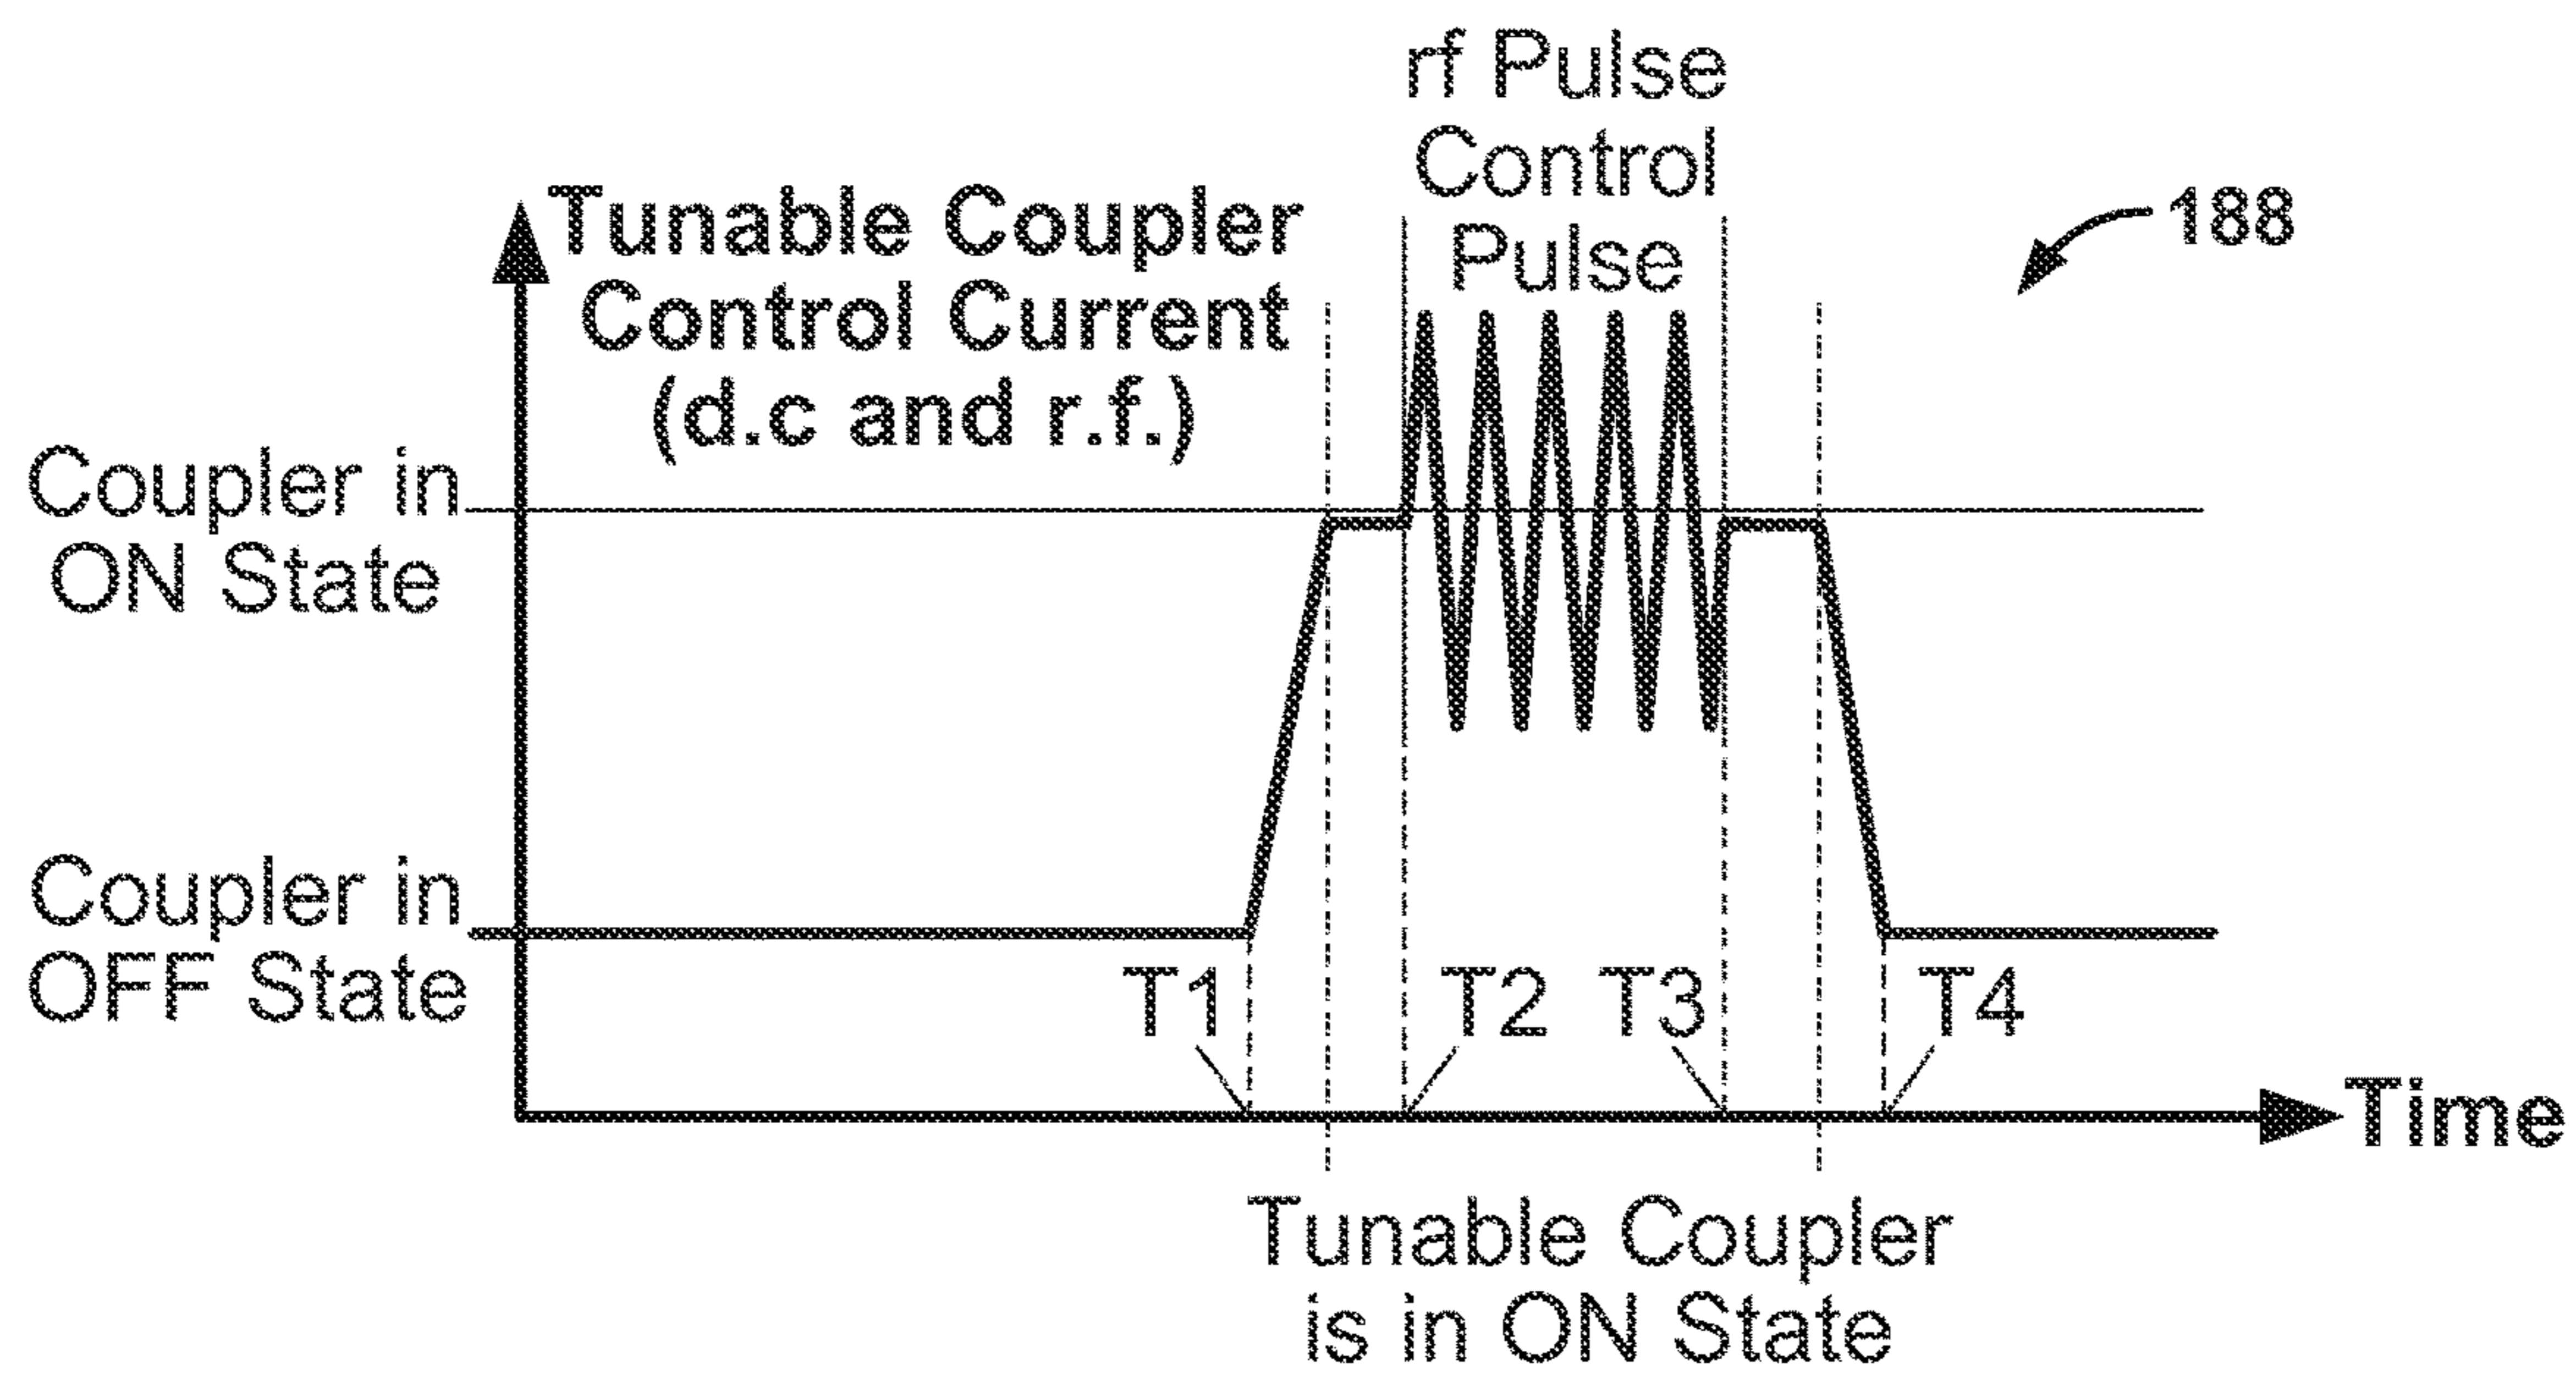 rf Pulse
Control
Pulse
188
Tunable Coupler
Control Current
(d.c and r.f.)
Coupler in
ON State
Coupler in
OFF State
T1
T2
T3
T4
Time
Tunable Coupler
is in ON State